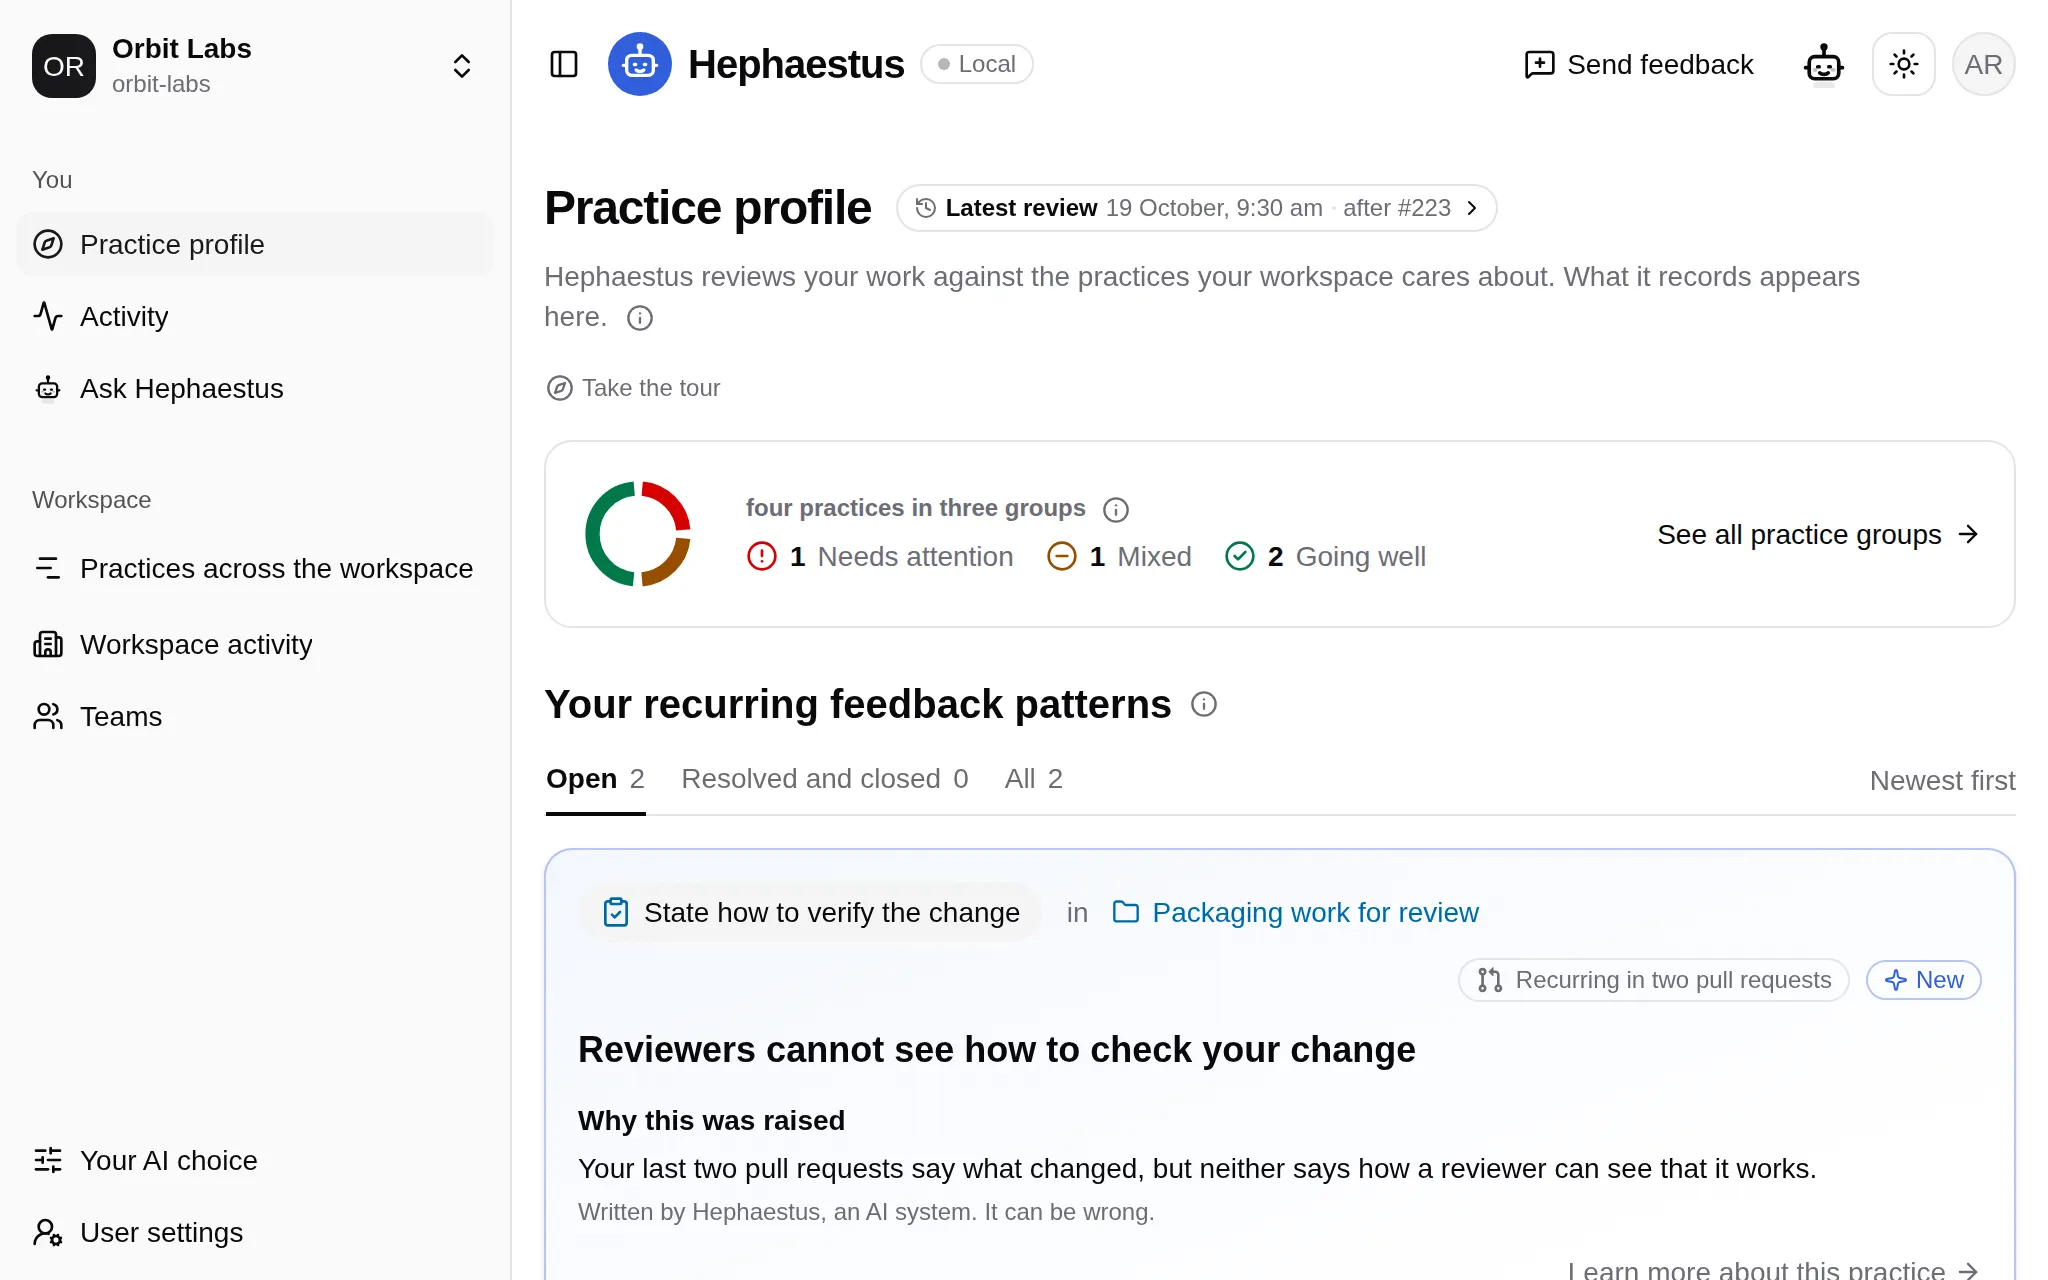 OR
Orbit Labs
orbit-labs
You
Practice profile
Activity
Ask Hephaestus
Workspace
Practices across the workspace
Workspace activity
Teams
Your AI choice
User settings
Hephaestus
Local
Send feedback
AR
Practice profile
Latest review 19 October, 9:30 am · after #223
Hephaestus reviews your work against the practices your workspace cares about. What it records appears
here.
Take the tour
four practices in three groups
1 Needs attention
1 Mixed
2 Going well
See all practice groups
Your recurring feedback patterns
Open 2
Resolved and closed 0
All 2
Newest first
State how to verify the change in Packaging work for review
Recurring in two pull requests
New
Reviewers cannot see how to check your change
Why this was raised
Your last two pull requests say what changed, but neither says how a reviewer can see that it works.
Written by Hephaestus, an AI system. It can be wrong.
Learn more about this practice